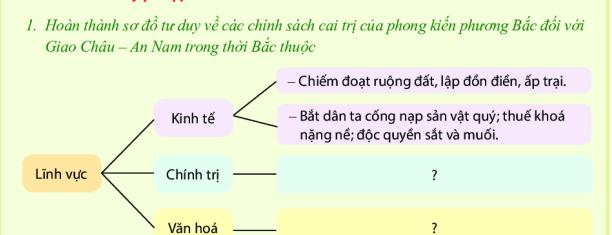 1. Hoàn thành sơ đồ tư duy về các chính sách cai trị của phong kiến phương Bắc đối với
Giao Châu – An Nam trong thời Bắc thuộc
– Chiếm đoạt ruộng đất, lập đồn điền, ấp trại.
Kinh tế
– Bắt dân ta cống nạp sản vật quý; thuế khoá
nặng nề; độc quyền sắt và muối.
Lĩnh vực
Chính trị
?
Văn hoá
?